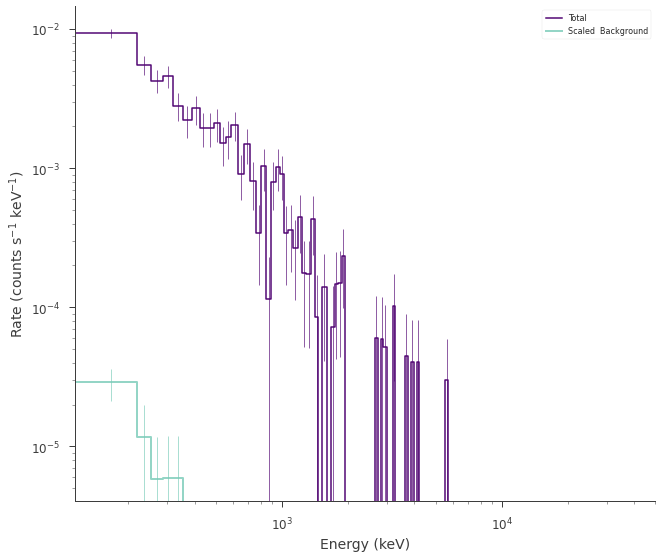 Total
Scaled  Background
10⁻²
10⁻³
10⁻⁴
10⁻⁵
Rate (counts s⁻¹ keV⁻¹)
10³
10⁴
Energy (keV)